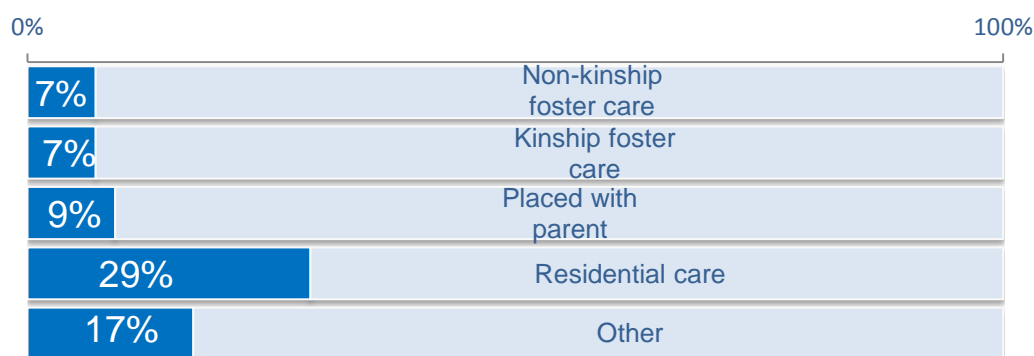 0%
100%
7%
Non-kinship
foster care
7%
Kinship foster
care
9%
Placed with
parent
29%
Residential care
17%
Other